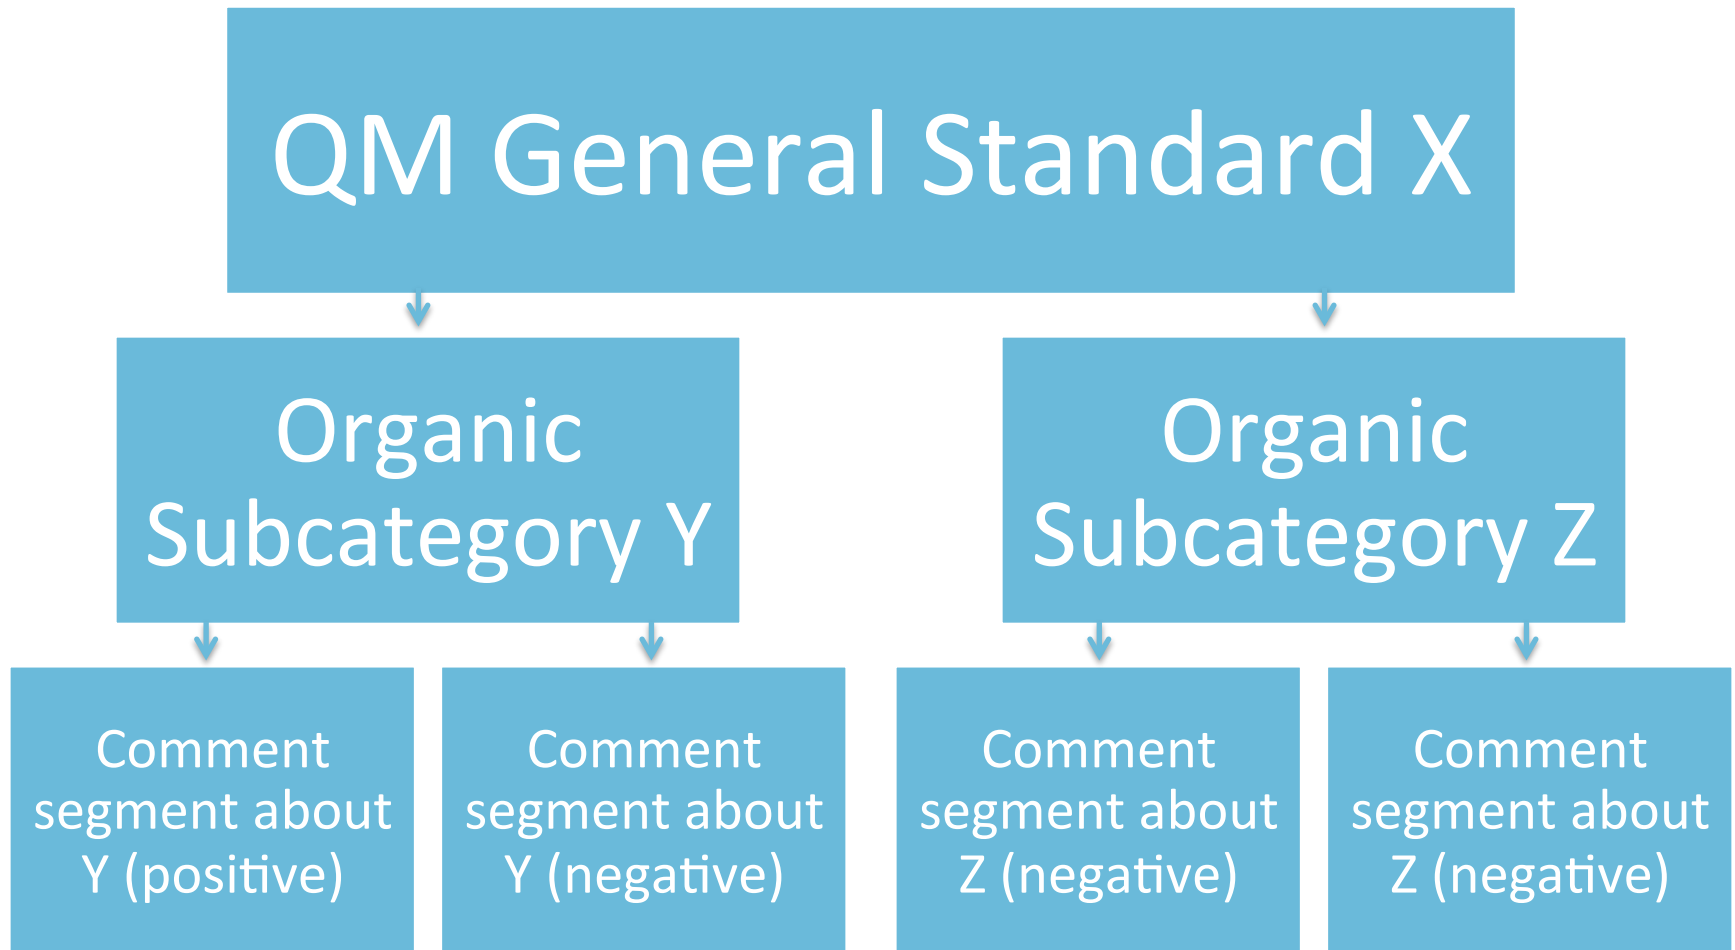 QM General Standard X
Organic
Subcategory Y
Organic
Subcategory Z
Comment
segment about
Y (positive)
Comment
segment about
Y (negative)
Comment
segment about
Z (negative)
Comment
segment about
Z (negative)